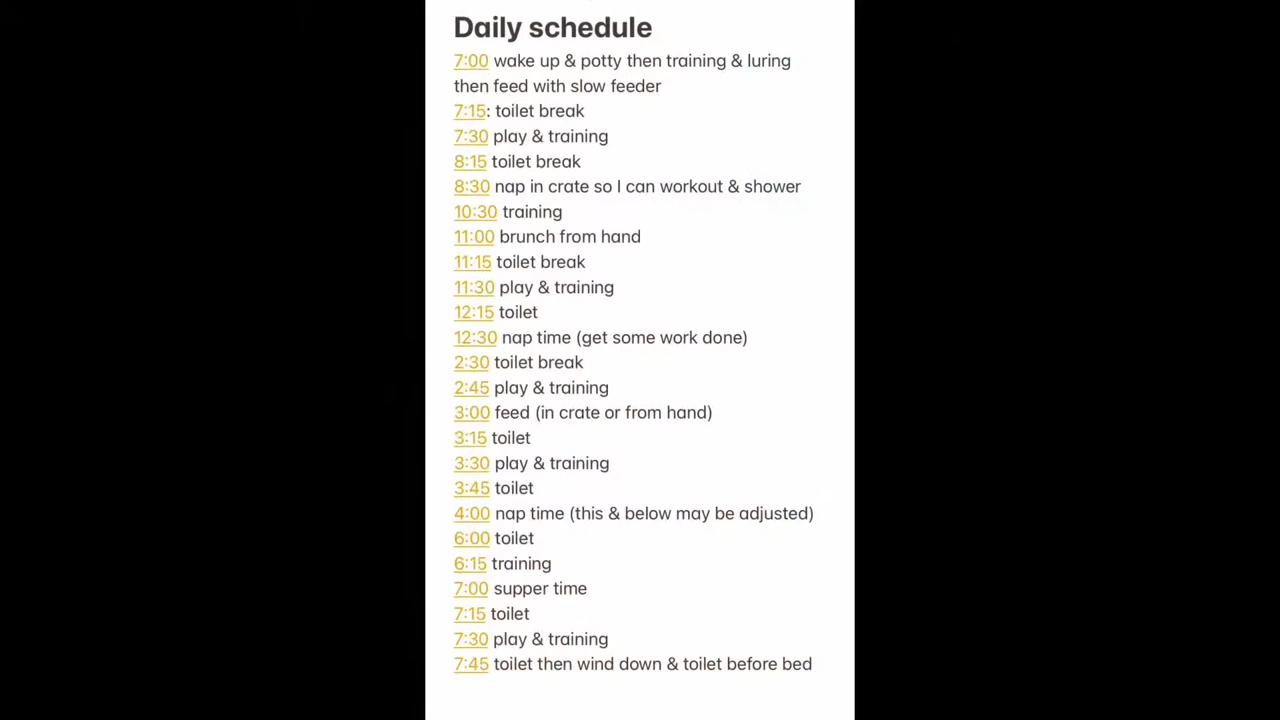 Daily schedule
7:00 wake up & potty then training & luring
then feed with slow feeder
7:15: toilet break
7:30 play & training
8:15 toilet break
8:30 nap in crate so I can workout & shower
10:30 training
11:00 brunch from hand
11:15 toilet break
11:30 play & training
12:15 toilet
12:30 nap time (get some work done)
2:30 toilet break
2:45 play & training
3:00 feed (in crate or from hand)
3:15 toilet
3:30 play & training
3:45 toilet
4:00 nap time (this & below may be adjusted)
6:00 toilet
6:15 training
7:00 supper time
7:15 toilet
7:30 play & training
7:45 toilet then wind down & toilet before bed